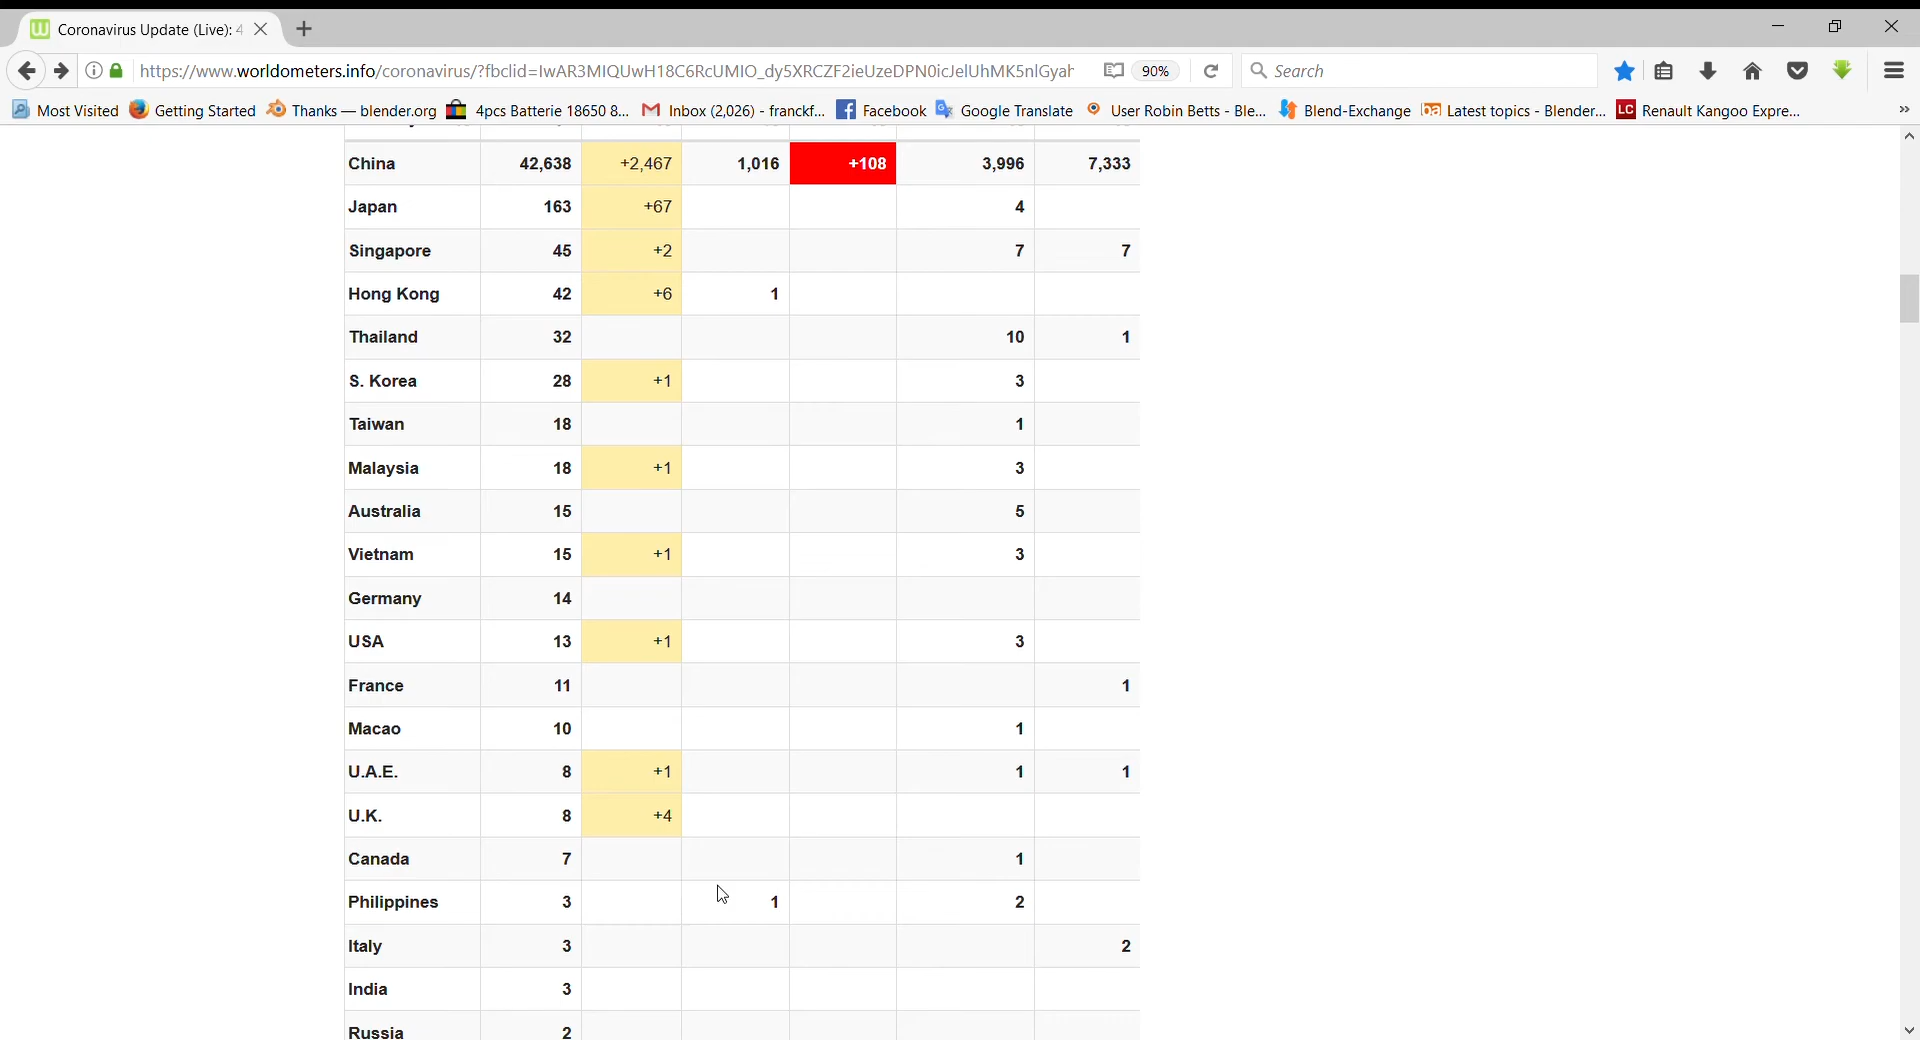 Coronavirus Update (Live): 4
https://www.worldometers.info/coronavirus/?fbclid=IwAR3MIQUwH18C6RcUMIO_dy5XRCZF2ieUzeDPN0icJelUhMK5nlGyah 90% Search
Most Visited Getting Started Thanks — blender.org 4pcs Batterie 18650 8... Inbox (2,026) - franckf... Facebook Google Translate User Robin Betts - Ble... Blend-Exchange Latest topics - Blender... LC Renault Kangoo Expre... »
China 42,638 +2,467 1,016 +108 3,996 7,333
Japan 163 +67 4
Singapore 45 +2 7 7
Hong Kong 42 +6 1
Thailand 32 10 1
S. Korea 28 +1 3
Taiwan 18 1
Malaysia 18 +1 3
Australia 15 5
Vietnam 15 +1 3
Germany 14
USA 13 +1 3
France 11 1
Macao 10 1
U.A.E. 8 +1 1 1
U.K. 8 +4
Canada 7 1
Philippines 3 1 2
Italy 3 2
India 3
Russia 2